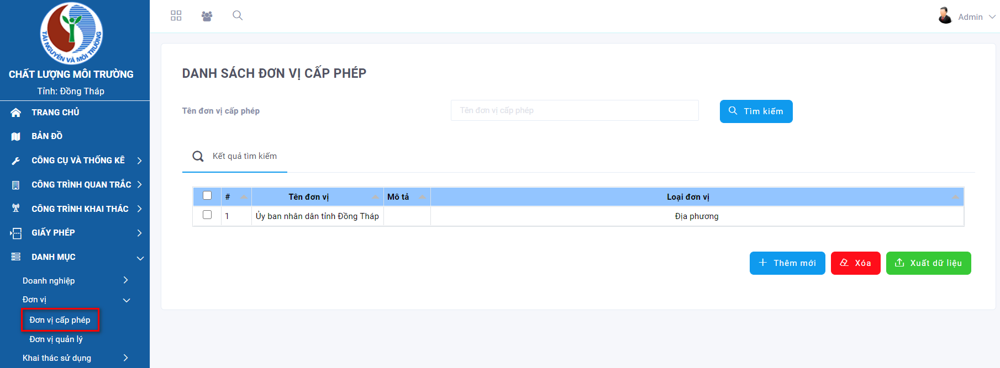 TÀI NGUYÊN VÀ MÔI TRƯỜNG
CHẤT LƯỢNG MÔI TRƯỜNG
Tỉnh: Đồng Tháp
TRANG CHỦ
BẢN ĐỒ
CÔNG CỤ VÀ THỐNG KÊ
CÔNG TRÌNH QUAN TRẮC
CÔNG TRÌNH KHAI THÁC
GIẤY PHÉP
DANH MỤC
Doanh nghiệp
Đơn vị
Đơn vị cấp phép
Đơn vị quản lý
Khai thác sử dụng
Admin
DANH SÁCH ĐƠN VỊ CẤP PHÉP
Tên đơn vị cấp phép
Tên đơn vị cấp phép
Tìm kiếm
Kết quả tìm kiếm
# Tên đơn vị Mô tả Loại đơn vị
1 Ủy ban nhân dân tỉnh Đồng Tháp Địa phương
Thêm mới Xóa Xuất dữ liệu